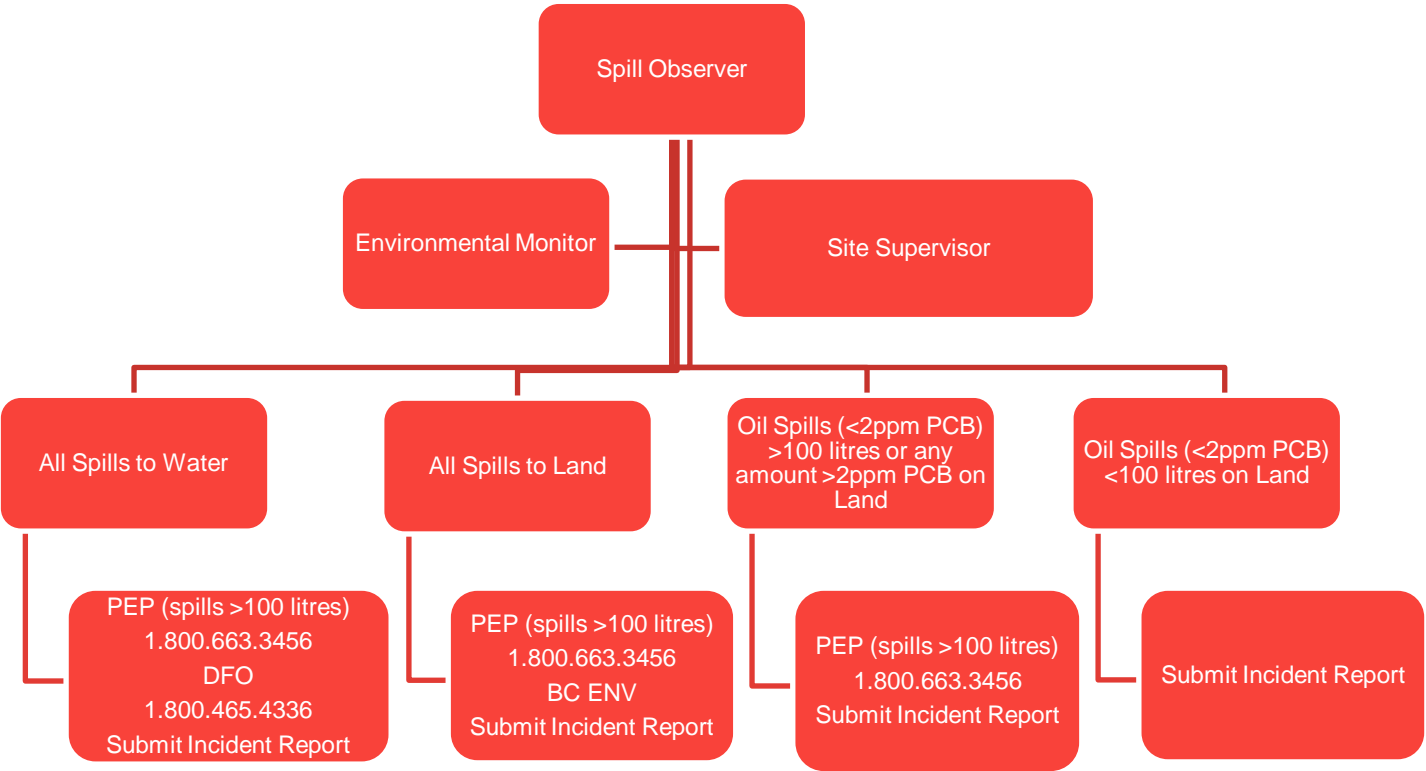 Spill Observer
Environmental Monitor
Site Supervisor
All Spills to Water
All Spills to Land
Oil Spills (<2ppm PCB)
>100 litres or any
amount >2ppm PCB on
Land
Oil Spills (<2ppm PCB)
<100 litres on Land
PEP (spills >100 litres)
1.800.663.3456
DFO
1.800.465.4336
Submit Incident Report
PEP (spills >100 litres)
1.800.663.3456
BC ENV
Submit Incident Report
PEP (spills >100 litres)
1.800.663.3456
Submit Incident Report
Submit Incident Report